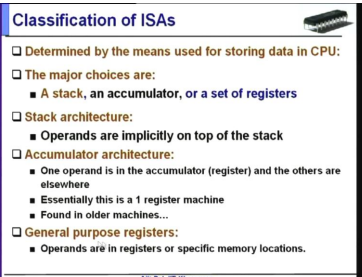 Classification of ISAs
❑ Determined by the means used for storing data in CPU:
❑ The major choices are:
■ A stack, an accumulator, or a set of registers
❑ Stack architecture:
■ Operands are implicitly on top of the stack
❑ Accumulator architecture:
■ One operand is in the accumulator (register) and the others are
elsewhere
■ Essentially this is a 1 register machine
■ Found in older machines...
❑ General purpose registers:
■ Operands are in registers or specific memory locations.